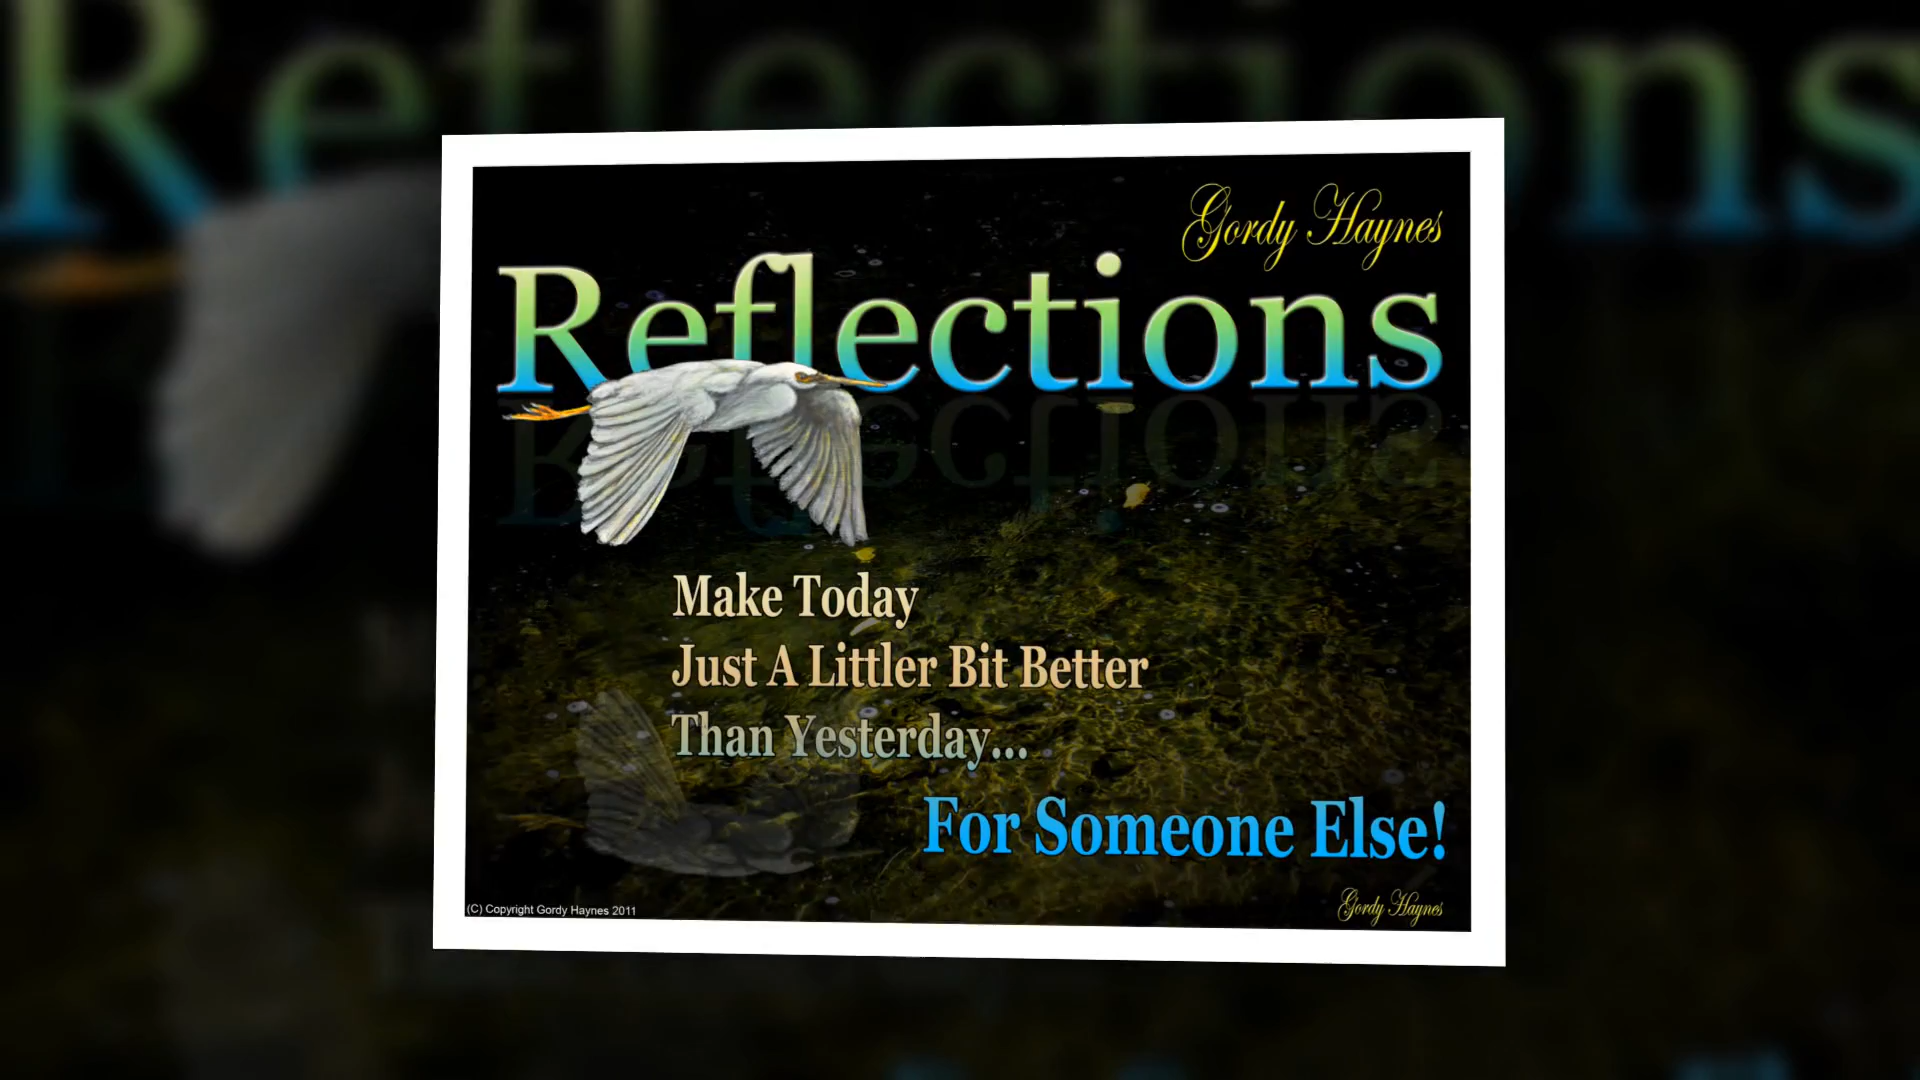 Gordy Haynes
Reflections
Make Today
Just A Littler Bit Better
Than Yesterday...
For Someone Else!
(C) Copyright Gordy Haynes 2011
Gordy Haynes